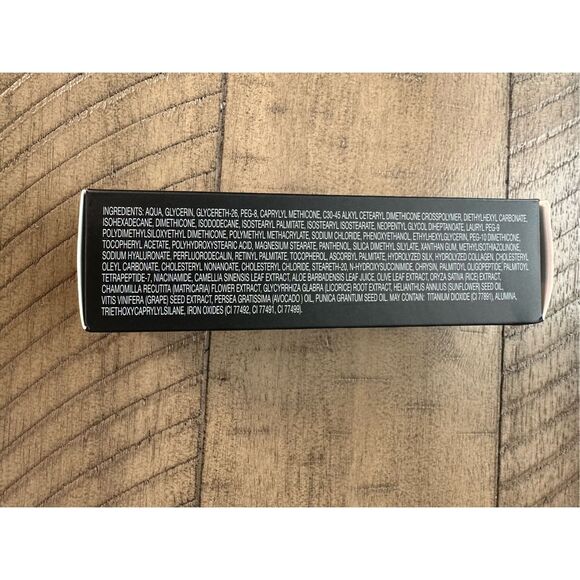 INGREDIENTS: AQUA, GLYCERIN, GLYCERETH-26, PEG-8, CAPRYLYL METHICONE, C30-45 ALKYL CETEARYL DIMETHICONE CROSSPOLYMER, DIETHYLHEXYL CARBONATE,
ISOHEXADECANE, DIMETHICONE, ISODODECANE, ISOSTEARYL PALMITATE, ISOSTEARYL ISOSTEARATE, NEOPENTYL GLYCOL DIHEPTANOATE, LAURYL PEG-9
POLYDIMETHYLSILOXYETHYL DIMETHICONE, POLYMETHYL METHACRYLATE, SODIUM CHLORIDE, PHENOXYETHANOL, ETHYLHEXYLGLYCERIN, PEG-10 DIMETHICONE,
TOCOPHERYL ACETATE, POLYHYDROXYSTEARIC ACID, MAGNESIUM STEARATE, PANTHENOL, SILICA DIMETHYL SILYLATE, XANTHAN GUM, METHYLISOTHIAZOLINONE,
SODIUM HYALURONATE, PERFLUORODECALIN, RETINYL PALMITATE, TOCOPHEROL, ASCORBYL PALMITATE, HYDROLYZED SILK, HYDROLYZED COLLAGEN, CHOLESTERYL
OLEYL CARBONATE, CHOLESTERYL NONANOATE, CHOLESTERYL CHLORIDE, STEARETH-20, N-HYDROXYSUCCINIMIDE, CHRYSIN, PALMITOYL OLIGOPEPTIDE, PALMITOYL
TETRAPEPTIDE-7, NIACINAMIDE, CAMELLIA SINENSIS LEAF EXTRACT, ALOE BARBADENSIS LEAF JUICE, OLIVE LEAF EXTRACT, ORYZA SATIVA (RICE) EXTRACT,
CHAMOMILLA RECUTITA (MATRICARIA) FLOWER EXTRACT, GLYCYRRHIZA GLABRA (LICORICE) ROOT EXTRACT, HELIANTHUS ANNUUS (SUNFLOWER) SEED OIL,
VITIS VINIFERA (GRAPE) SEED EXTRACT, PERSEA GRATISSIMA (AVOCADO) OIL, PUNICA GRANTUM SEED OIL. MAY CONTAIN: TITANIUM DIOXIDE (CI 77891), ALUMINA,
TRIETHOXYCAPRYLYLSILANE, IRON OXIDES (CI 77492, CI 77491, CI 77499).